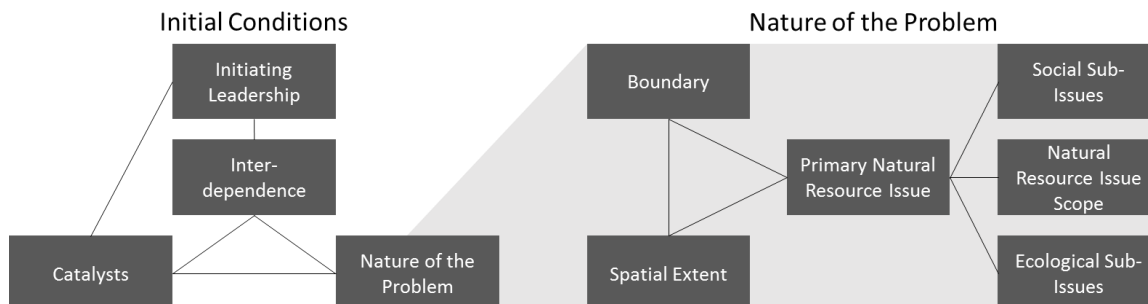 Initial Conditions
Initiating
Leadership
Inter-
dependence
Catalysts
Nature of the
Problem
Nature of the Problem
Boundary
Spatial Extent
Primary Natural
Resource Issue
Social Sub-
Issues
Natural
Resource Issue
Scope
Ecological Sub-
Issues